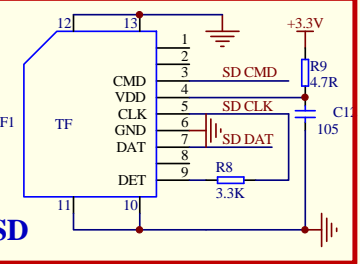 12 13
+3.3V
1
2
CMD 3 SD CMD
R9
4.7R
VDD 4
CLK 5 SD CLK
C12
105
F1 TF
GND 6
DAT 7 SD DAT
8
DET 9
R8
3.3K
11 10
SD